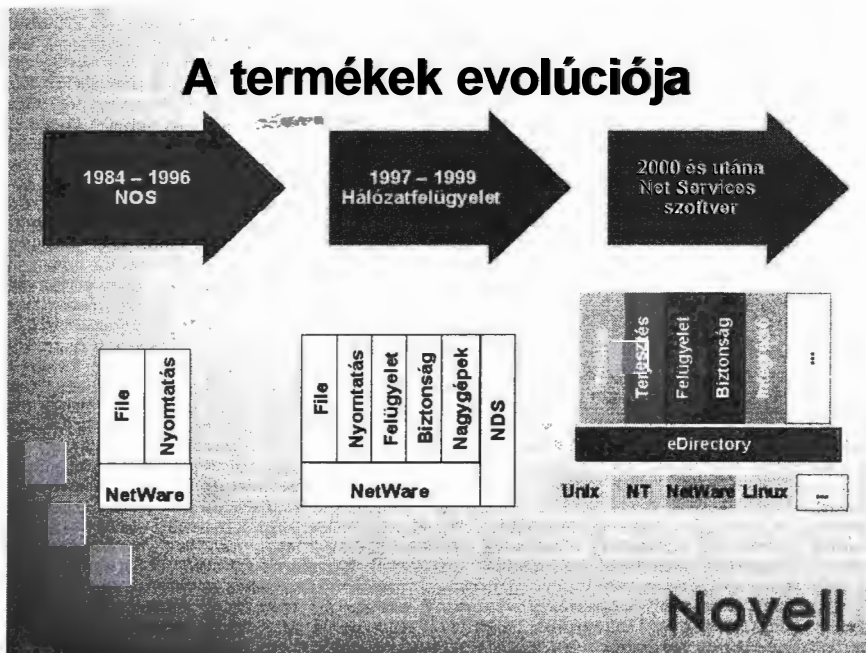 A termékek evolúciója
1984 – 1996
NOS
1997 – 1999
Hálózatfelügyelet
2000 és utána
Net Services
szoftver
File
Nyomtatás
NetWare
File
Nyomtatás
Felügyelet
Biztonság
Nagygépek
NDS
NetWare
Terjesztés
Felügyelet
Biztonság
...
eDirectory
Unix
NT
NetWare
Linux
...
Novell.